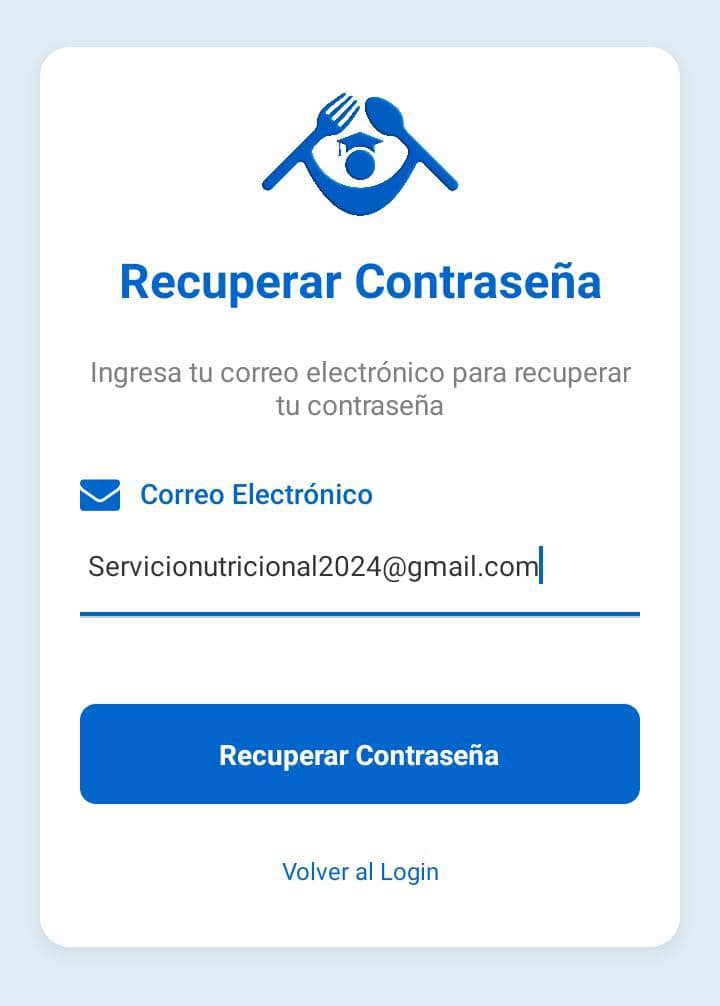 Recuperar Contraseña
Ingresa tu correo electrónico para recuperar
tu contraseña
Correo Electrónico
Servicionutricional2024@gmail.com
Recuperar Contraseña
Volver al Login